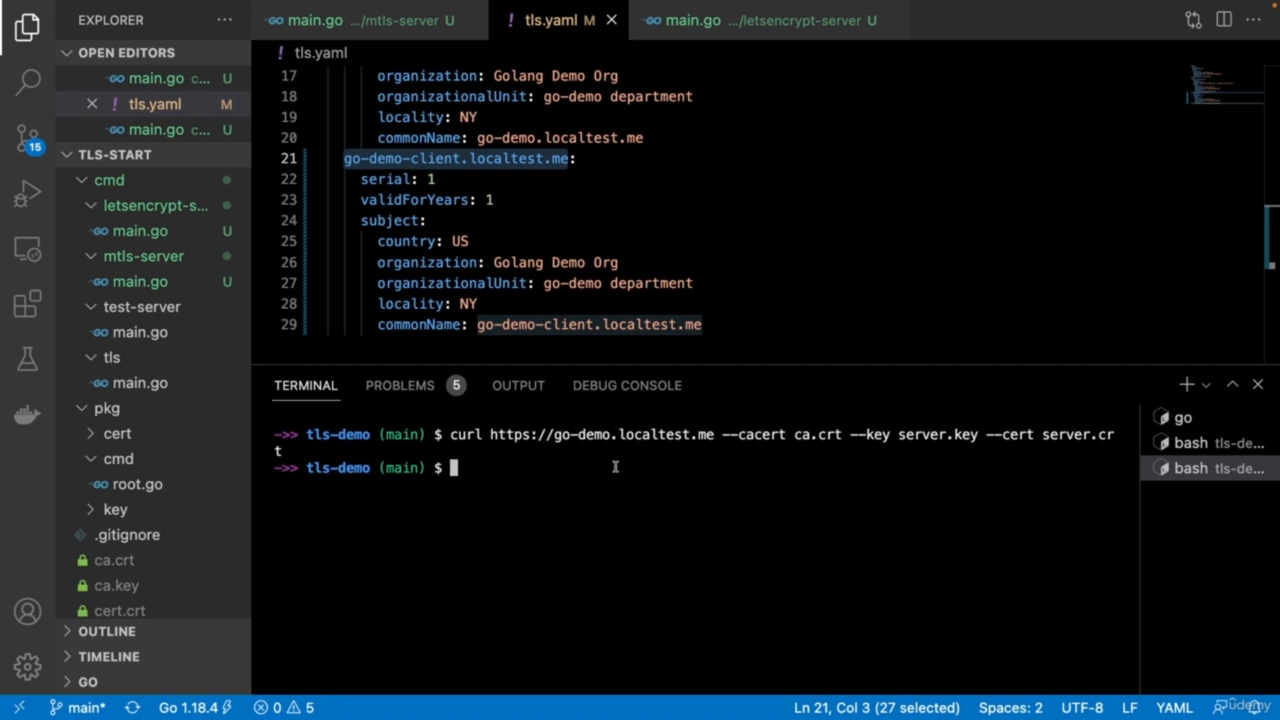 EXPLORER ···
main.go .../mtls-server U
! tls.yaml M
main.go .../letsencrypt-server U
···
OPEN EDITORS
main.go c... U
! tls.yaml M
main.go c... U
TLS-START
cmd
letsencrypt-s...
main.go U
mtls-server
main.go U
test-server
main.go
tls
main.go
pkg
cert
cmd
root.go
key
.gitignore
ca.crt
ca.key
cert.crt
OUTLINE
TIMELINE
GO
15
! tls.yaml
17 organization: Golang Demo Org
18 organizationalUnit: go-demo department
19 locality: NY
20 commonName: go-demo.localtest.me
21 go-demo-client.localtest.me:
22 serial: 1
23 validForYears: 1
24 subject:
25 country: US
26 organization: Golang Demo Org
27 organizationalUnit: go-demo department
28 locality: NY
29 commonName: go-demo-client.localtest.me
TERMINAL PROBLEMS 5 OUTPUT DEBUG CONSOLE
->> tls-demo (main) $ curl https://go-demo.localtest.me --cacert ca.crt --key server.key --cert server.cr
t
->> tls-demo (main) $
go
bash tls-de...
bash tls-de...
main* Go 1.18.4 0 5 Ln 21, Col 3 (27 selected) Spaces: 2 UTF-8 LF YAML
Udemy